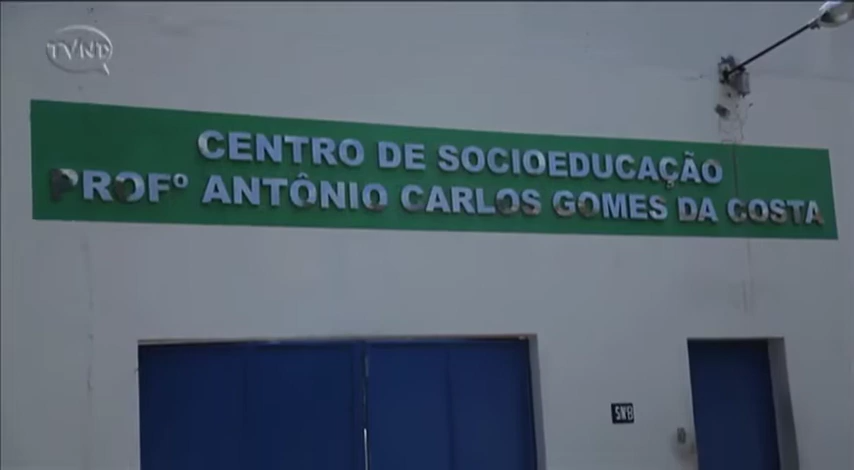 TVND
CENTRO DE SOCIOEDUCAÇÃO
PROFº ANTÔNIO CARLOS GOMES DA COSTA